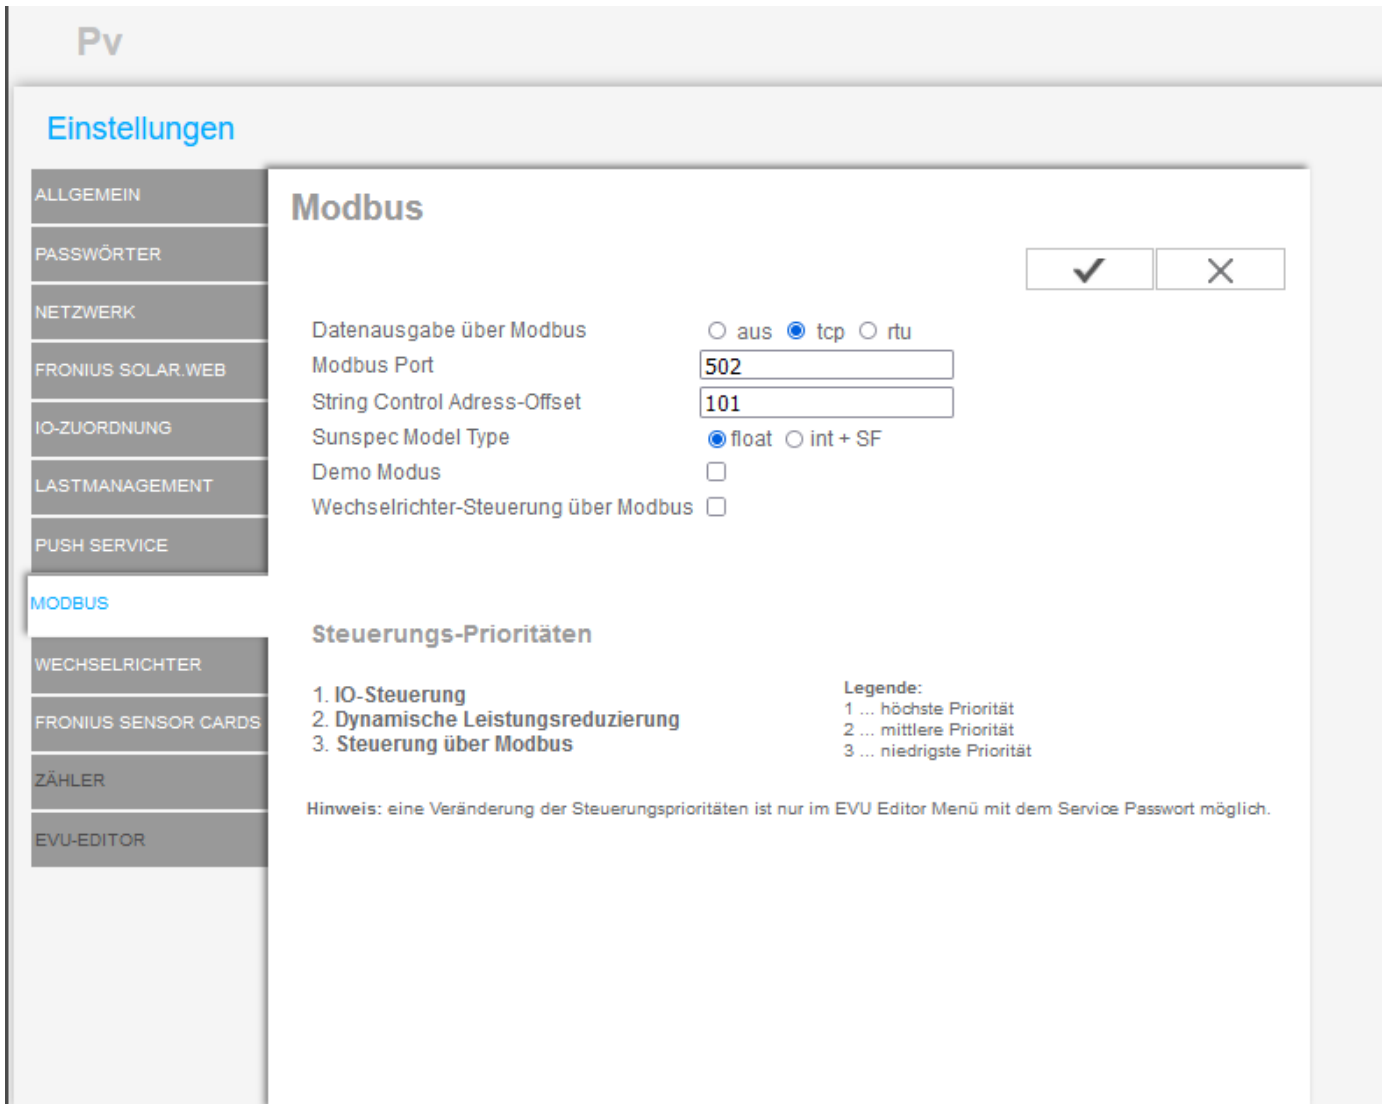 Pv
Einstellungen
ALLGEMEIN
PASSWÖRTER
NETZWERK
FRONIUS SOLAR.WEB
IO-ZUORDNUNG
LASTMANAGEMENT
PUSH SERVICE
MODBUS
WECHSELRICHTER
FRONIUS SENSOR CARDS
ZÄHLER
EVU-EDITOR
Modbus
Datenausgabe über Modbus aus tcp rtu
Modbus Port 502
String Control Adress-Offset 101
Sunspec Model Type float int + SF
Demo Modus
Wechselrichter-Steuerung über Modbus
Steuerungs-Prioritäten
1. IO-Steuerung
2. Dynamische Leistungsreduzierung
3. Steuerung über Modbus
Legende:
1 ... höchste Priorität
2 ... mittlere Priorität
3 ... niedrigste Priorität
Hinweis: eine Veränderung der Steuerungsprioritäten ist nur im EVU Editor Menü mit dem Service Passwort möglich.